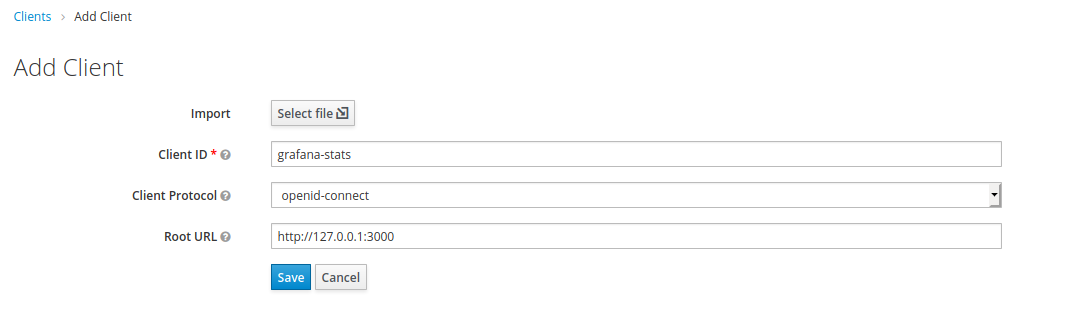 Clients › Add Client
Add Client
Import Select file
Client ID * grafana-stats
Client Protocol openid-connect
Root URL http://127.0.0.1:3000
Save Cancel